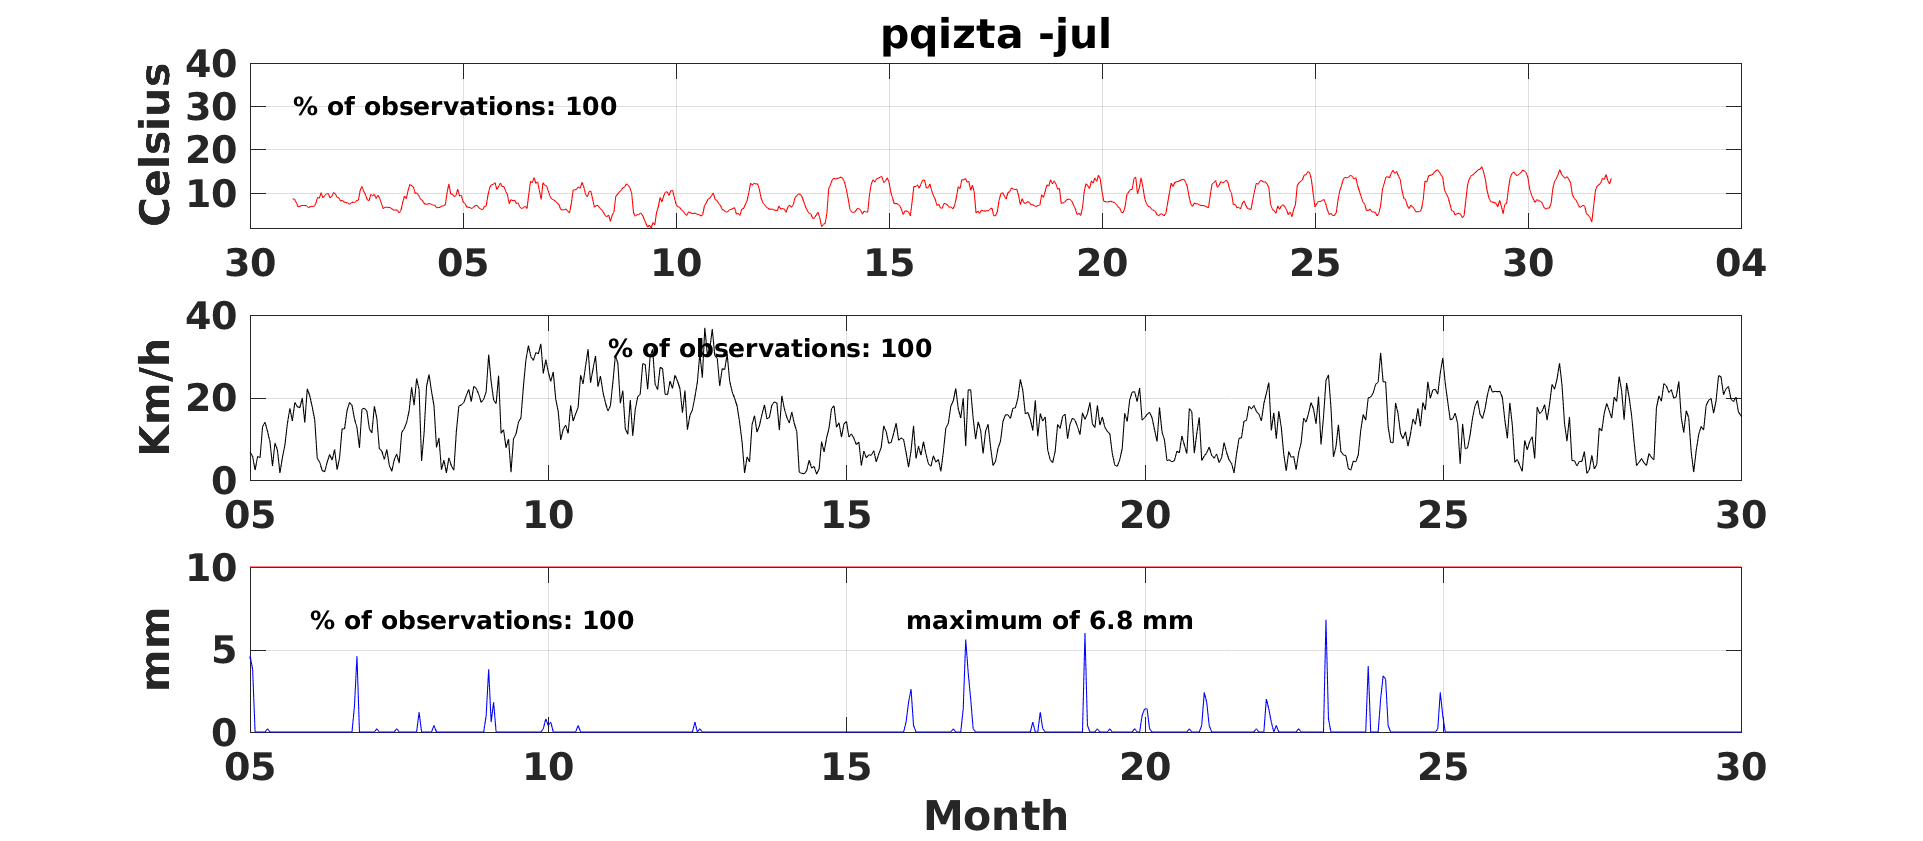 pqizta -jul
Celsius
40
30
20
10
% of observations: 100
30 05 10 15 20 25 30 04
Km/h
40
20
0
% of observations: 100
05 10 15 20 25 30
mm
10
5
0
% of observations: 100 maximum of 6.8 mm
05 10 15 20 25 30
Month